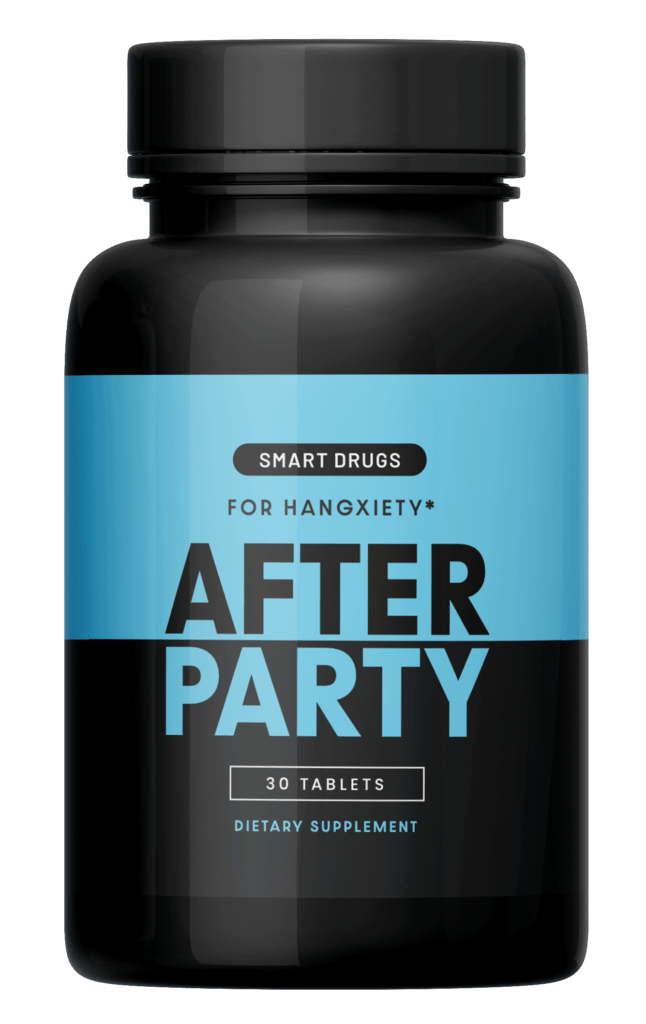 SMART DRUGS
FOR HANGXIETY*
AFTER
PARTY
30 TABLETS
DIETARY SUPPLEMENT